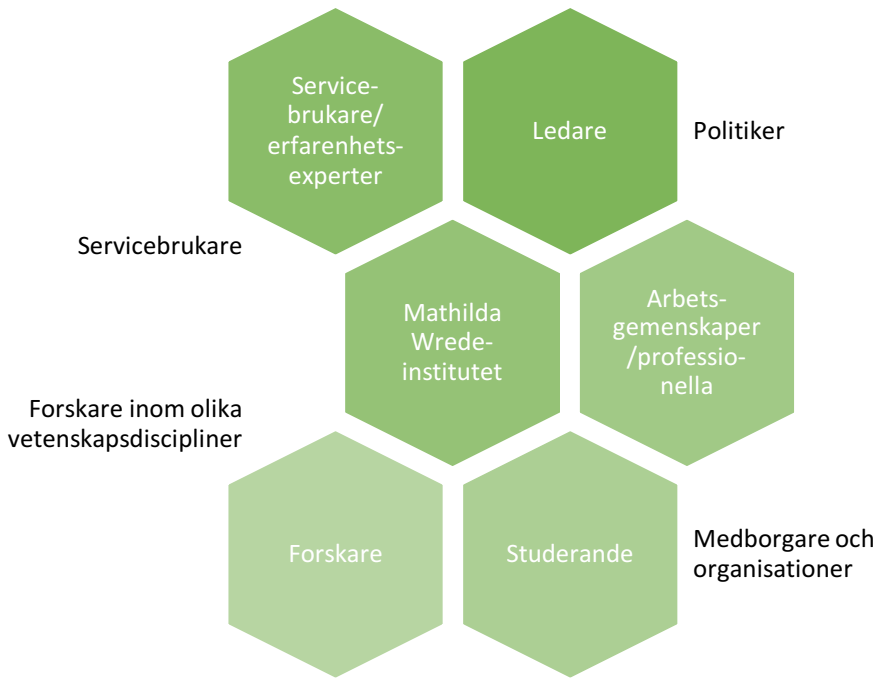 Service-
brukare/
erfarenhets-
experter
Ledare
Politiker
Servicebrukare
Mathilda
Wrede-
institutet
Arbets-
gemenskaper
/professio-
nella
Forskare inom olika
vetenskapsdiscipliner
Forskare
Studerande
Medborgare och
organisationer